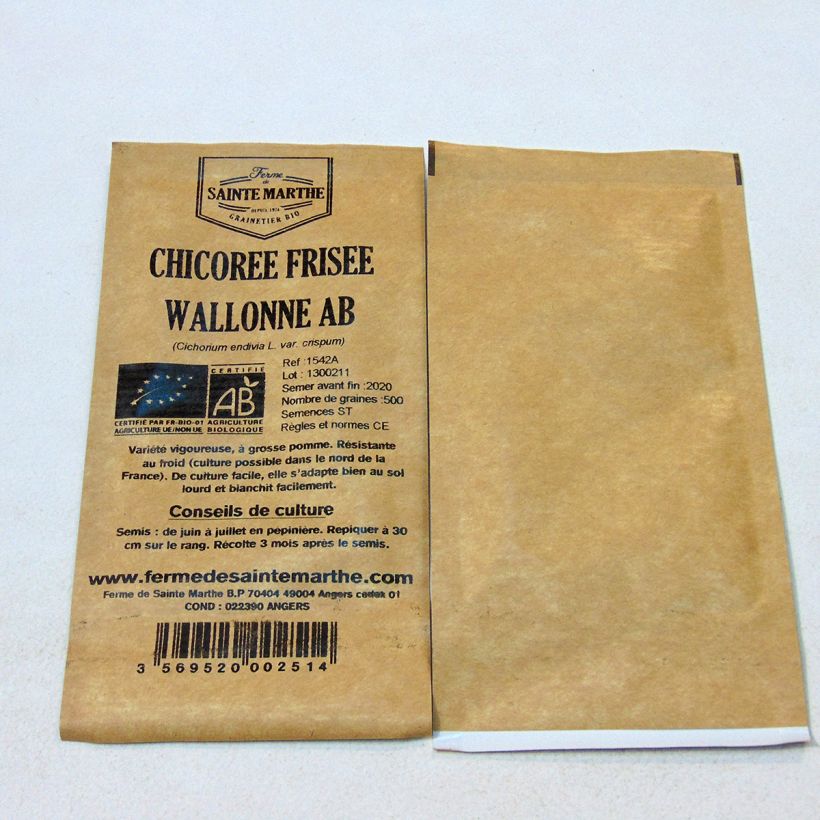 Ferme
de
SAINTE MARTHE
DEPUIS 1974
GRAINETIER BIO
CHICOREE FRISEE
WALLONNE AB
(Cichorium endivia L. var. crispum)
CERTIFIÉ
AB
CERTIFIÉ PAR FR-BIO-01
AGRICULTURE UE/NON UE
AGRICULTURE
BIOLOGIQUE
Ref :1542A
Lot : 1300211
Semer avant fin :2020
Nombre de graines :500
Semences ST
Règles et normes CE
Variété vigoureuse, à grosse pomme. Résistante
au froid (culture possible dans le nord de la
France). De culture facile, elle s'adapte bien au sol
lourd et blanchit facilement.
Conseils de culture
Semis : de juin à juillet en pépinière. Repiquer à 30
cm sur le rang. Récolte 3 mois après le semis.
www.fermedesaintemarthe.com
Ferme de Sainte Marthe B.P 70404 49004 Angers cedex 01
COND : 022390 ANGERS
3 569520 002514